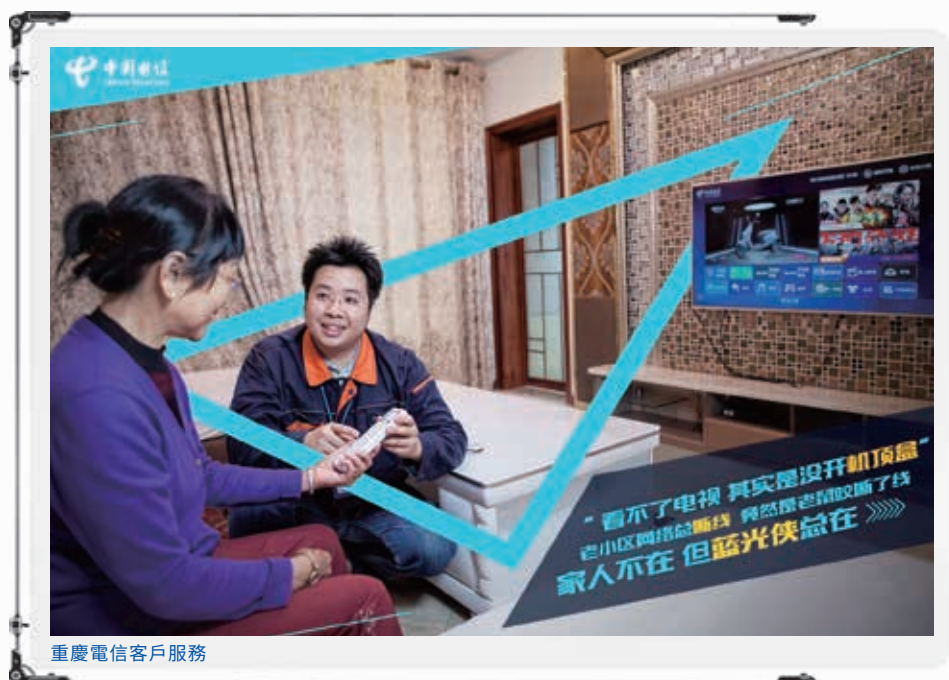 中国电信
CHINA TELECOM
“看不了电视 其实是没开机顶盒”
老小区网络总断线 竟然是老鼠咬断了线
家人不在 但蓝光侠总在 》》》》
重慶電信客戶服務